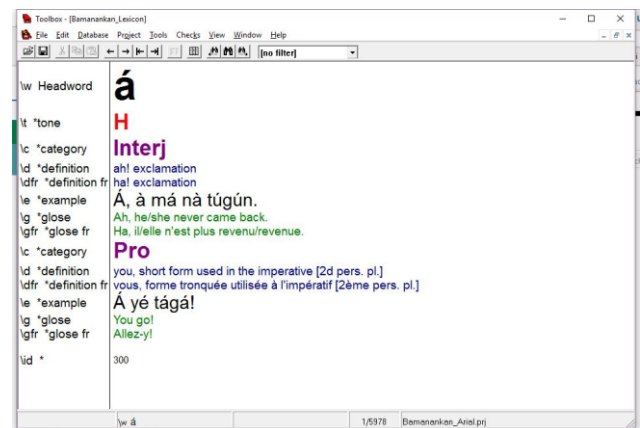 Toolbox - [Bamanankan_Lexicon]
File Edit Database Project Tools Checks View Window Help
[no filter]
\w Headword á
\t *tone H
\c *category Interj
\d *definition ah! exclamation
\dfr *definition fr ha! exclamation
\e *example Á, à má nà túgún.
\g *glose Ah, he/she never came back.
\gfr *glose fr Ha, il/elle n'est plus revenu/revenue.
\c *category Pro
\d *definition you, short form used in the imperative [2d pers. pl.]
\dfr *definition fr vous, forme tronquée utilisée à l'impératif [2ème pers. pl.]
\e *example Á yé tágá!
\g *glose You go!
\gfr *glose fr Allez-y!
\id * 300
\w á 1/5978 Bamanankan_Arial.prj